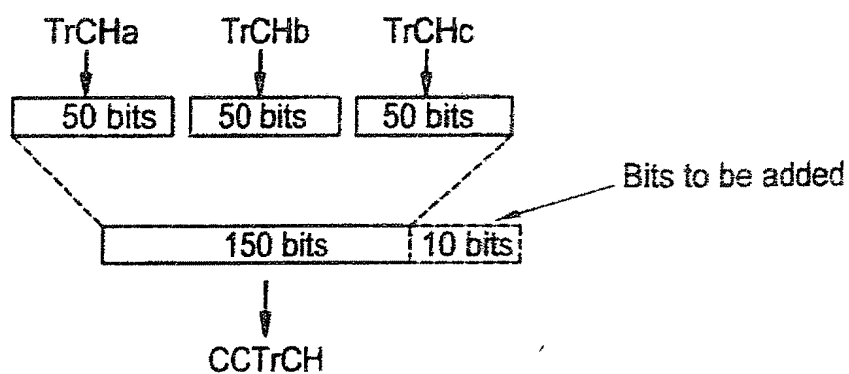 TrCHa TrCHb TrCHc
50 bits 50 bits 50 bits
Bits to be added
150 bits 10 bits
CCTrCH